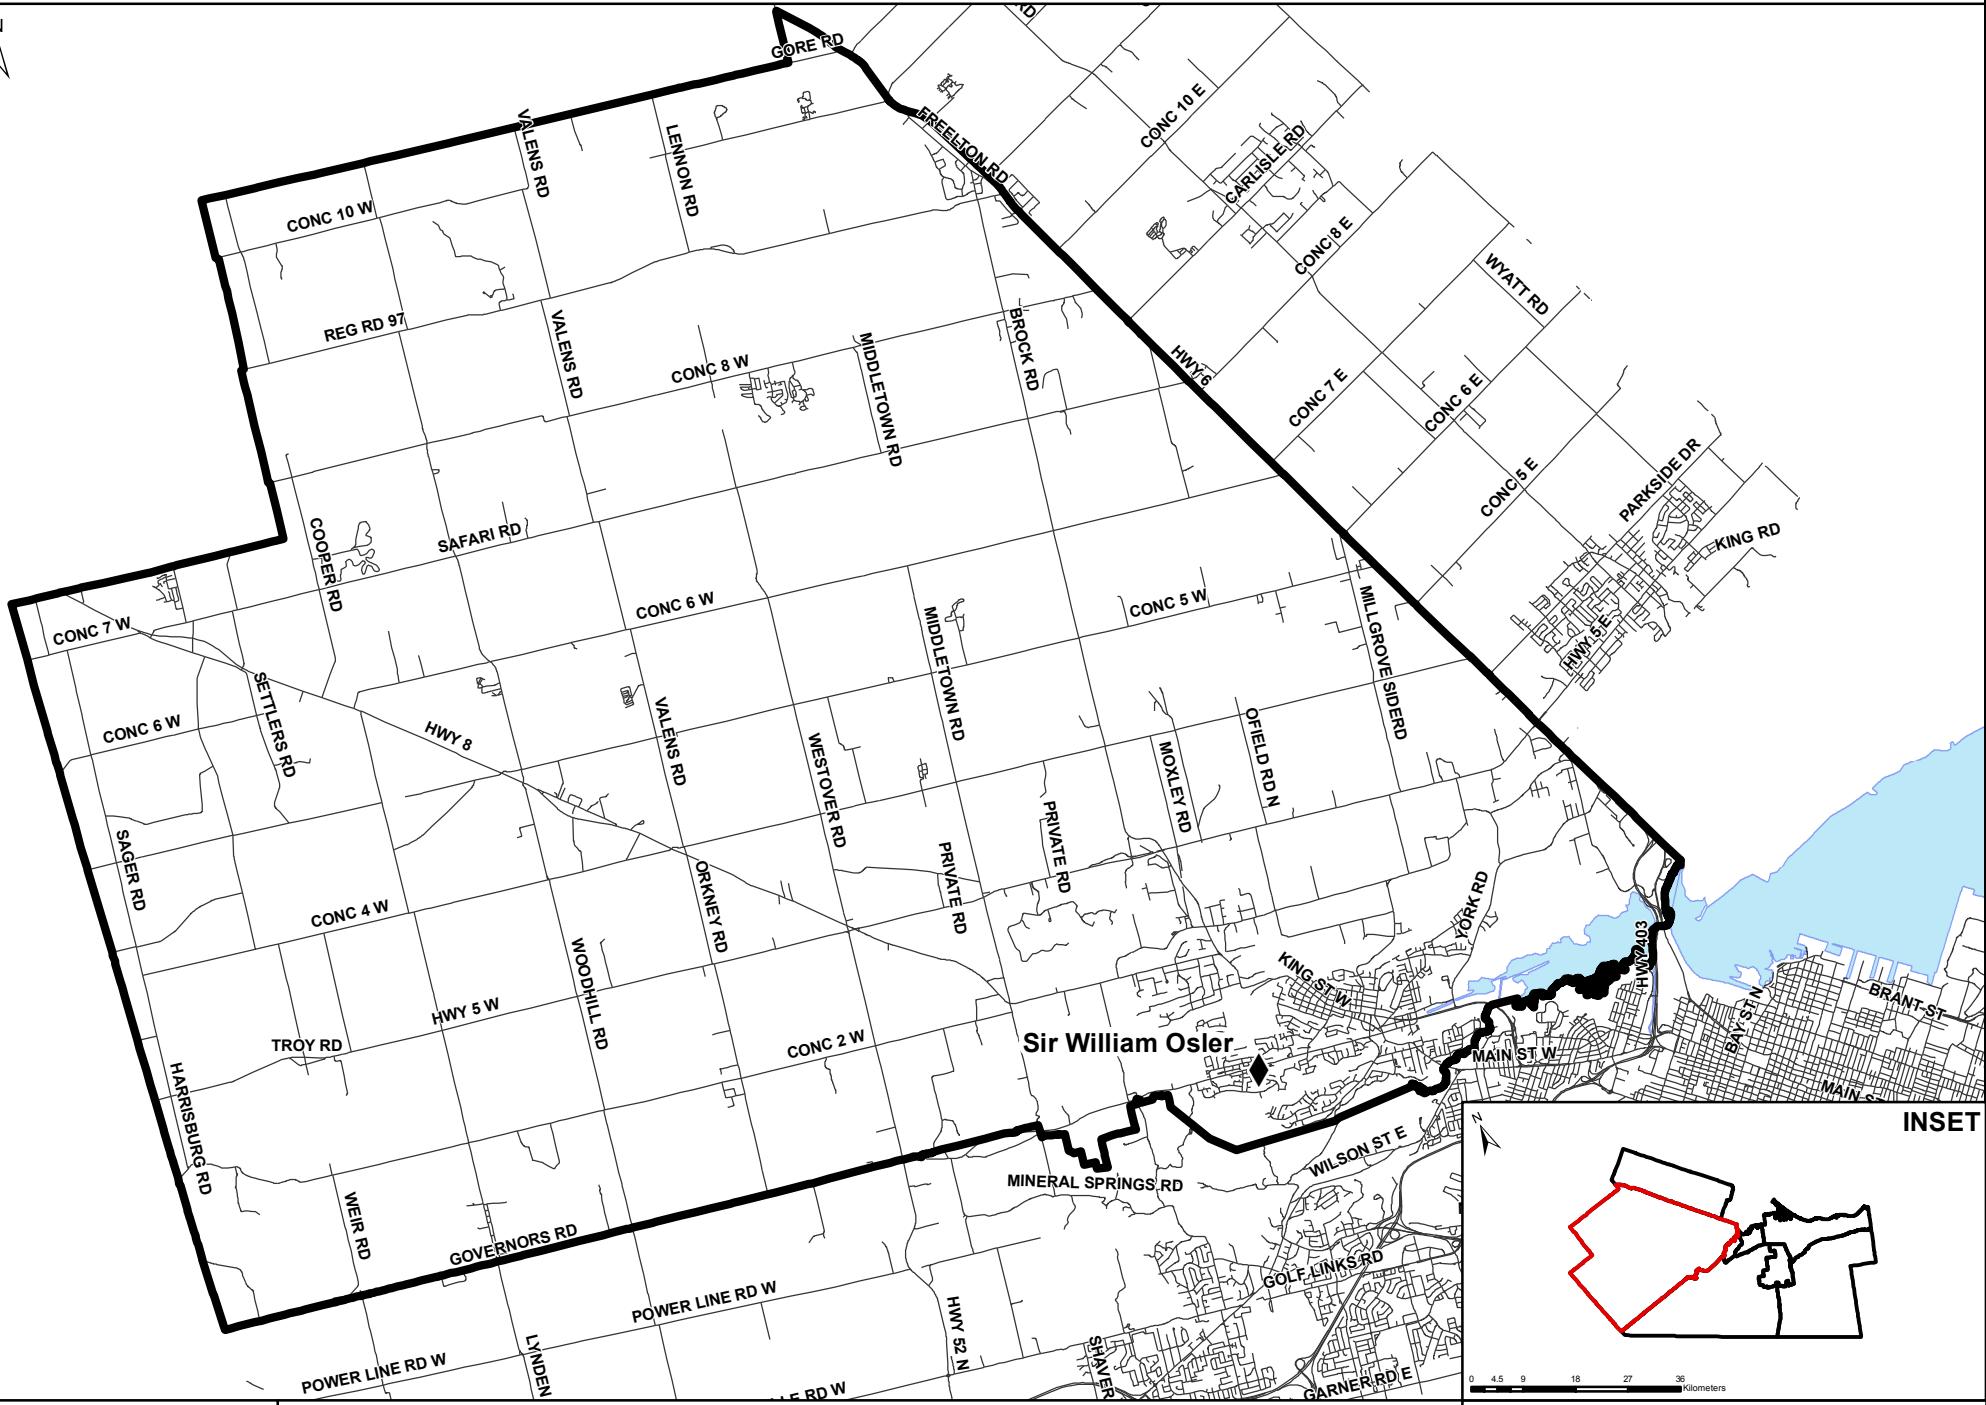 N
RD
GORE RD
VALENS RD
LENNON RD
FREELTON RD
CONC 10 E
CARLISLE RD
CONC 10 W
CONC 8 E
WYATT RD
REG RD 97
VALENS RD
CONC 8 W
MIDDLETOWN RD
BROCK RD
HWY 6
CONC 7 E
CONC 6 E
CONC 5 E
PARKSIDE DR
KING RD
COOPER RD
SAFARI RD
CONC 7 W
CONC 6 W
CONC 5 W
MILLGROVE SIDERD
HWY 5 E
MIDDLETOWN RD
SETTLERS RD
CONC 6 W
HWY 8
VALENS RD
WESTOVER RD
MOXLEY RD
OFIELD RD N
SAGER RD
PRIVATE RD
PRIVATE RD
ORKNEY RD
CONC 4 W
YORK RD
WOODHILL RD
KING ST W
HWY 403
HWY 5 W
BRANT ST
BAY ST N
TROY RD
CONC 2 W
Sir William Osler
MAIN ST W
MAIN ST
HARRISBURG RD
INSET
N
WILSON ST E
MINERAL SPRINGS RD
WEIR RD
GOVERNORS RD
GOLF LINKS RD
POWER LINE RD W
HWY 52 N
LYNDEN
SHAVER
POWER LINE RD W
LE RD W
GARNER RD E
0 4.5 9 18 27 36
Kilometers